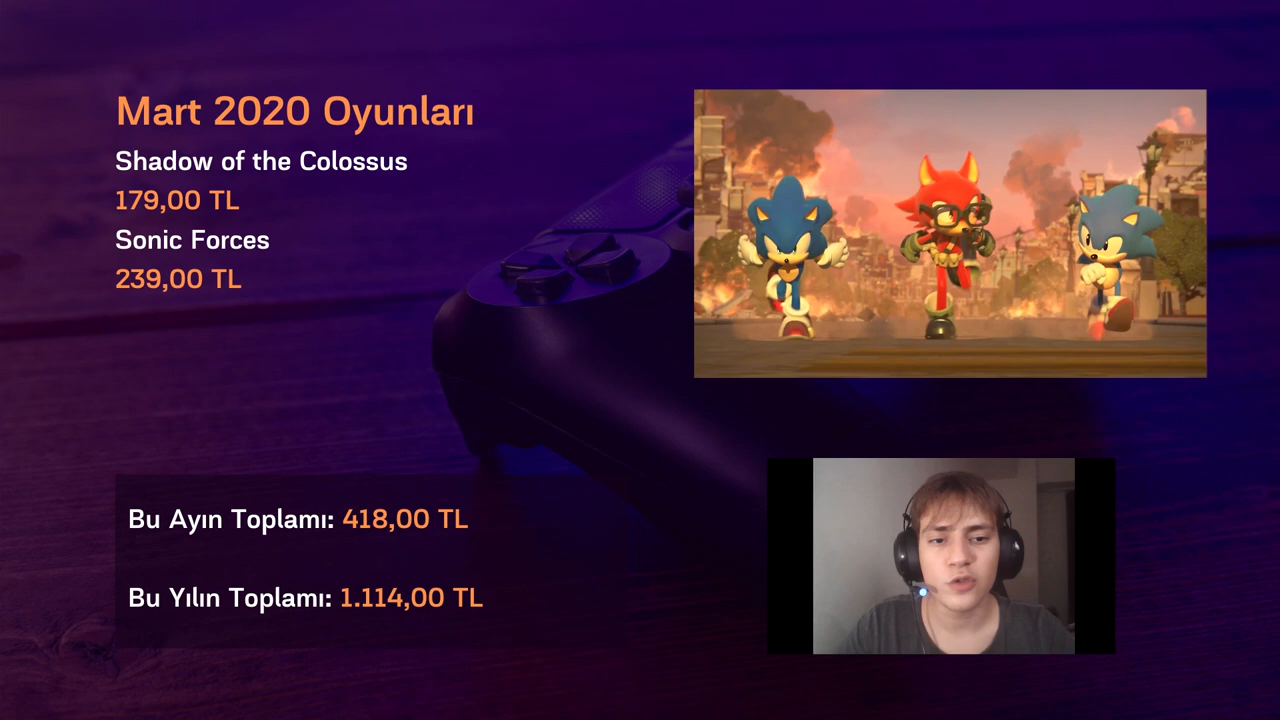 Mart 2020 Oyunları
Shadow of the Colossus
179,00 TL
Sonic Forces
239,00 TL
Bu Ayın Toplamı: 418,00 TL
Bu Yılın Toplamı: 1.114,00 TL